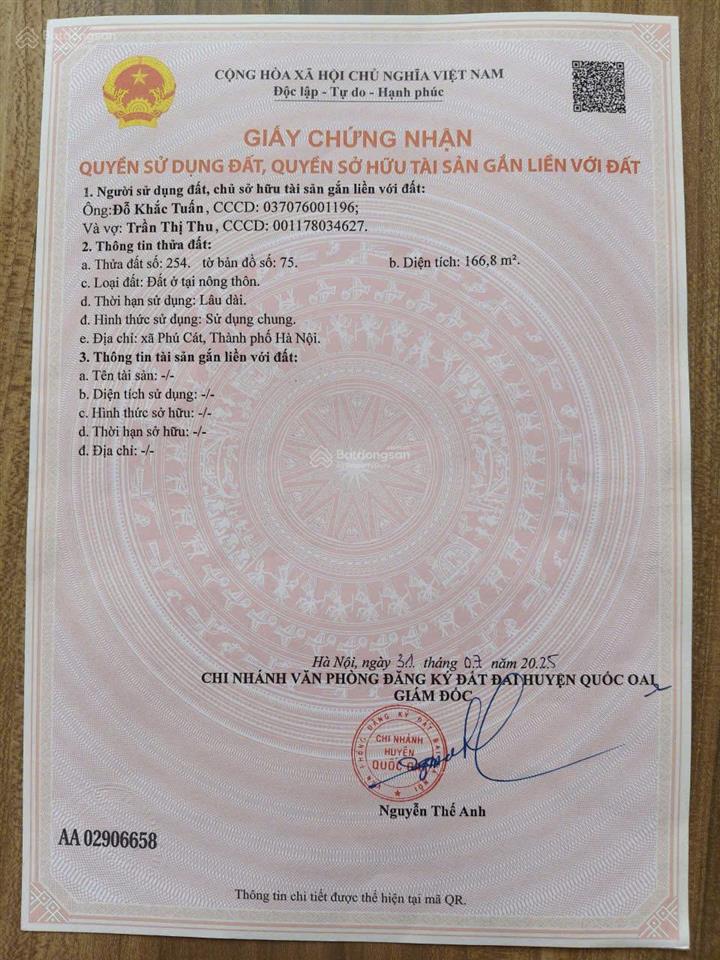 CỘNG HÒA XÃ HỘI CHỦ NGHĨA VIỆT NAM
Độc lập - Tự do - Hạnh phúc
GIẤY CHỨNG NHẬN
QUYỀN SỬ DỤNG ĐẤT, QUYỀN SỞ HỮU TÀI SẢN GẮN LIỀN VỚI ĐẤT
1. Người sử dụng đất, chủ sở hữu tài sản gắn liền với đất:
Ông:Đỗ Khắc Tuấn, CCCD: 037076001196;
Và vợ: Trần Thị Thu, CCCD: 001178034627.
2. Thông tin thửa đất:
a. Thửa đất số: 254. tờ bản đồ số: 75. b. Diện tích: 166,8 m².
c. Loại đất: Đất ở tại nông thôn.
d. Thời hạn sử dụng: Lâu dài.
đ. Hình thức sử dụng: Sử dụng chung.
e. Địa chỉ: xã Phú Cát, Thành phố Hà Nội.
3. Thông tin tài sản gắn liền với đất:
a. Tên tài sản: -/-
b. Diện tích sử dụng: -/-
c. Hình thức sở hữu: -/-
d. Thời hạn sở hữu: -/-
đ. Địa chỉ: -/-
Batdongsan
Hà Nội, ngày 31 tháng 07 năm 2025
CHI NHÁNH VĂN PHÒNG ĐĂNG KÝ ĐẤT ĐAI HUYỆN QUỐC OAI
GIÁM ĐỐC
VĂN PHÒNG ĐĂNG KÝ ĐẤT ĐAI HÀ NỘI
CHI NHÁNH
HUYỆN
QUỐC OAI
Nguyễn Thế Anh
AA 02906658
Thông tin chi tiết được thể hiện tại mã QR.